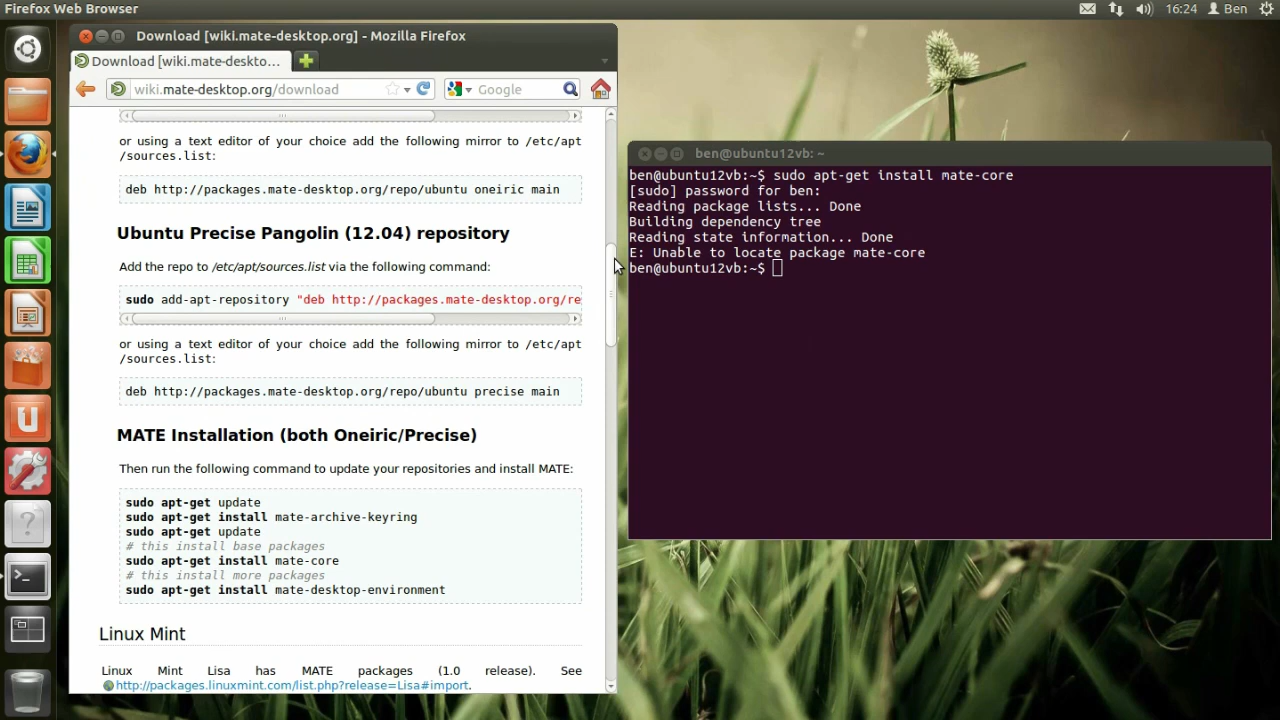 Firefox Web Browser
16:24
Ben
Download [wiki.mate-desktop.org] - Mozilla Firefox
Download [wiki.mate-deskto...
wiki.mate-desktop.org/download
Google
or using a text editor of your choice add the following mirror to /etc/apt
/sources.list:
deb http://packages.mate-desktop.org/repo/ubuntu oneiric main
Ubuntu Precise Pangolin (12.04) repository
Add the repo to /etc/apt/sources.list via the following command:
sudo add-apt-repository "deb http://packages.mate-desktop.org/re
or using a text editor of your choice add the following mirror to /etc/apt
/sources.list:
deb http://packages.mate-desktop.org/repo/ubuntu precise main
MATE Installation (both Oneiric/Precise)
Then run the following command to update your repositories and install MATE:
sudo apt-get update
sudo apt-get install mate-archive-keyring
sudo apt-get update
# this install base packages
sudo apt-get install mate-core
# this install more packages
sudo apt-get install mate-desktop-environment
Linux Mint
Linux Mint Lisa has MATE packages (1.0 release). See
http://packages.linuxmint.com/list.php?release=Lisa#import.
ben@ubuntu12vb: ~
ben@ubuntu12vb:~$ sudo apt-get install mate-core
[sudo] password for ben:
Reading package lists... Done
Building dependency tree
Reading state information... Done
E: Unable to locate package mate-core
ben@ubuntu12vb:~$